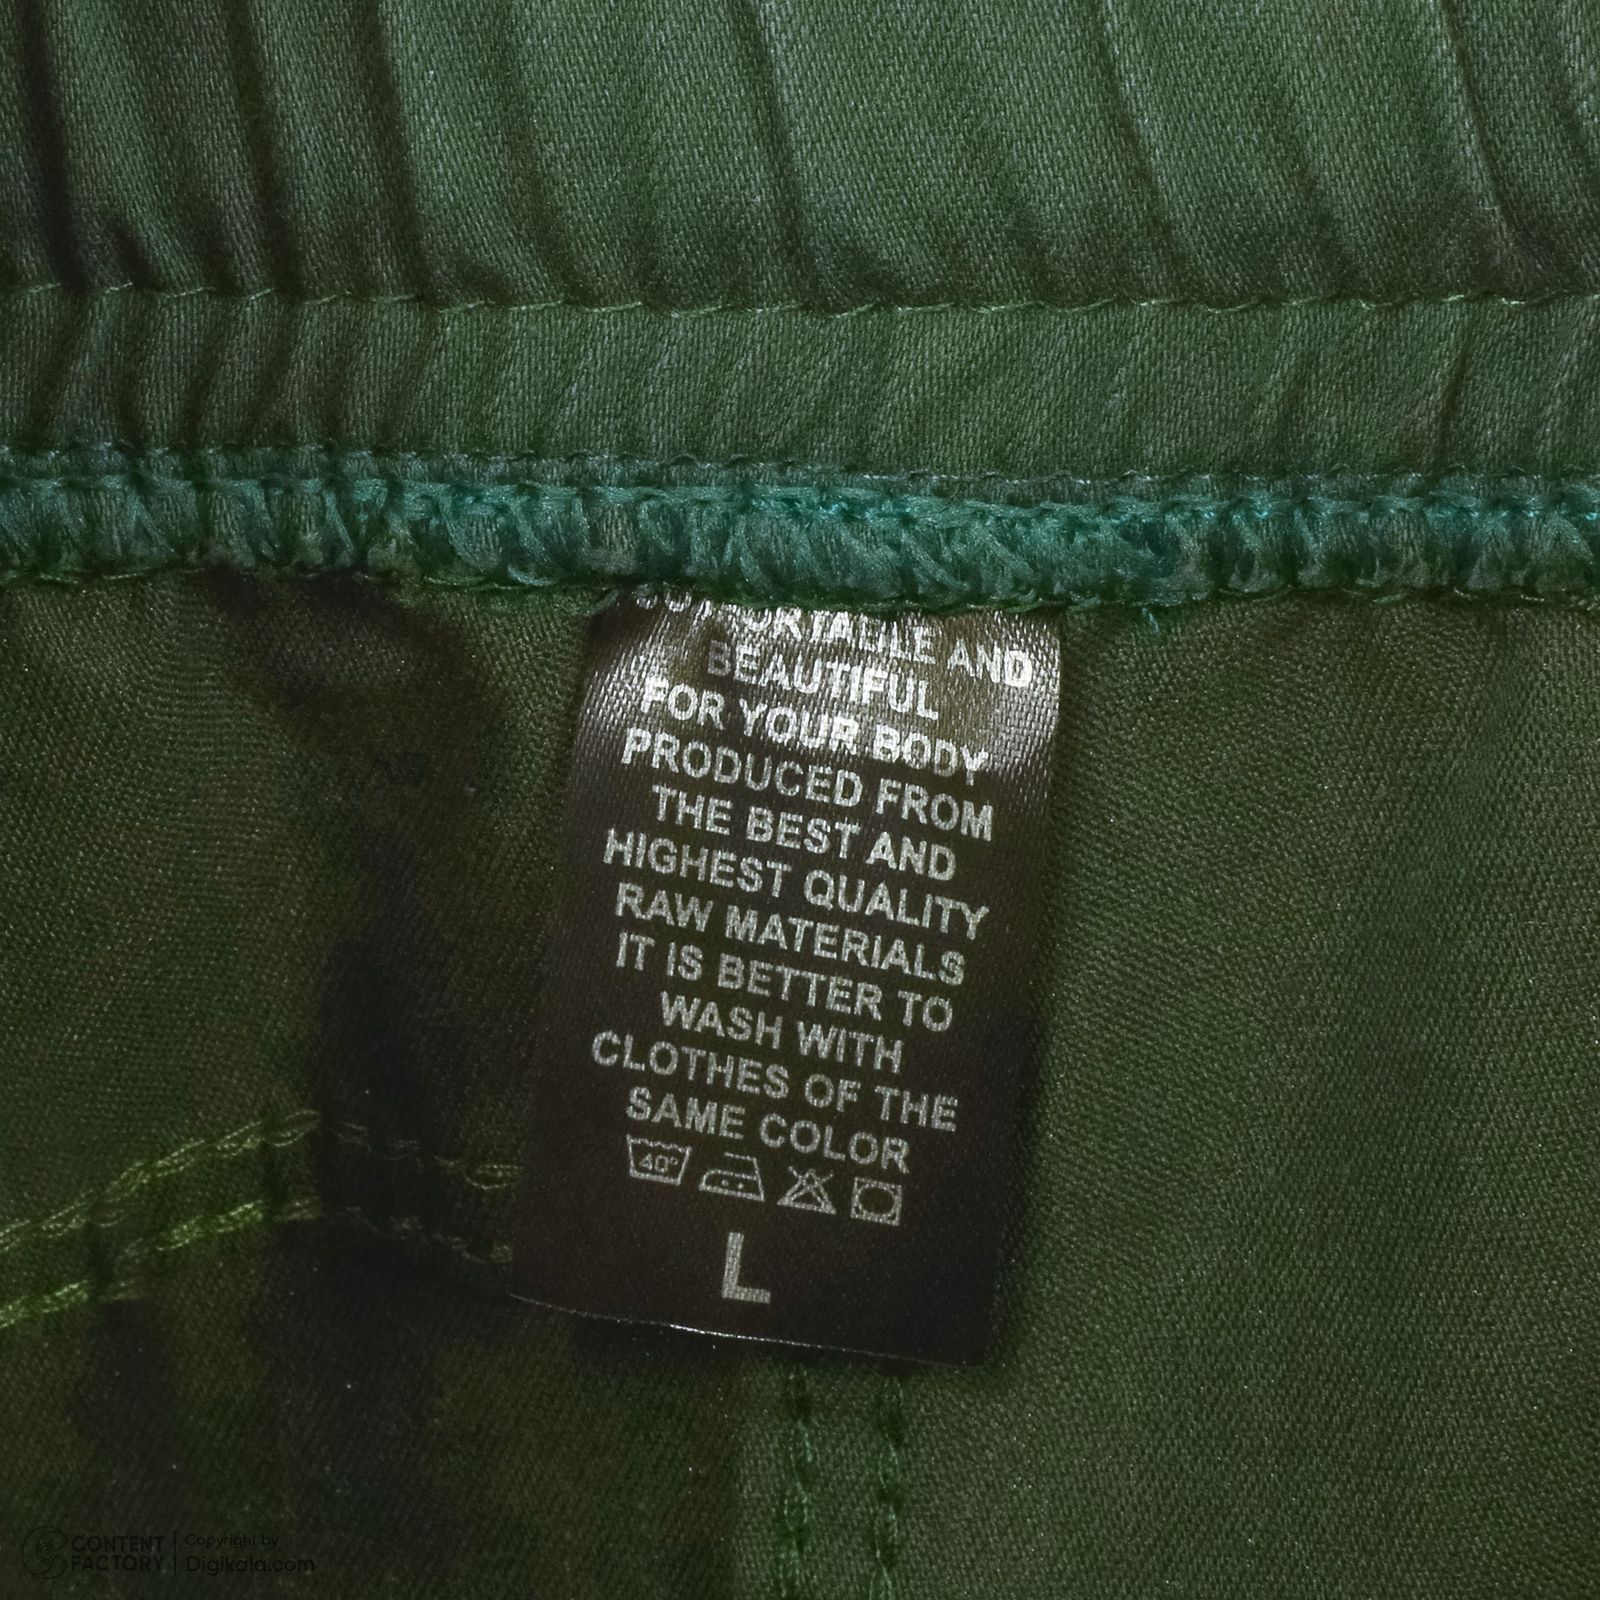 AND
BEAUTIFUL
FOR YOUR BODY
PRODUCED FROM
THE BEST AND
HIGHEST QUALITY
RAW MATERIALS
IT IS BETTER TO
WASH WITH
CLOTHES OF THE
SAME COLOR
40°
L
CONTENT FACTORY
Copyright by
Digikala.com